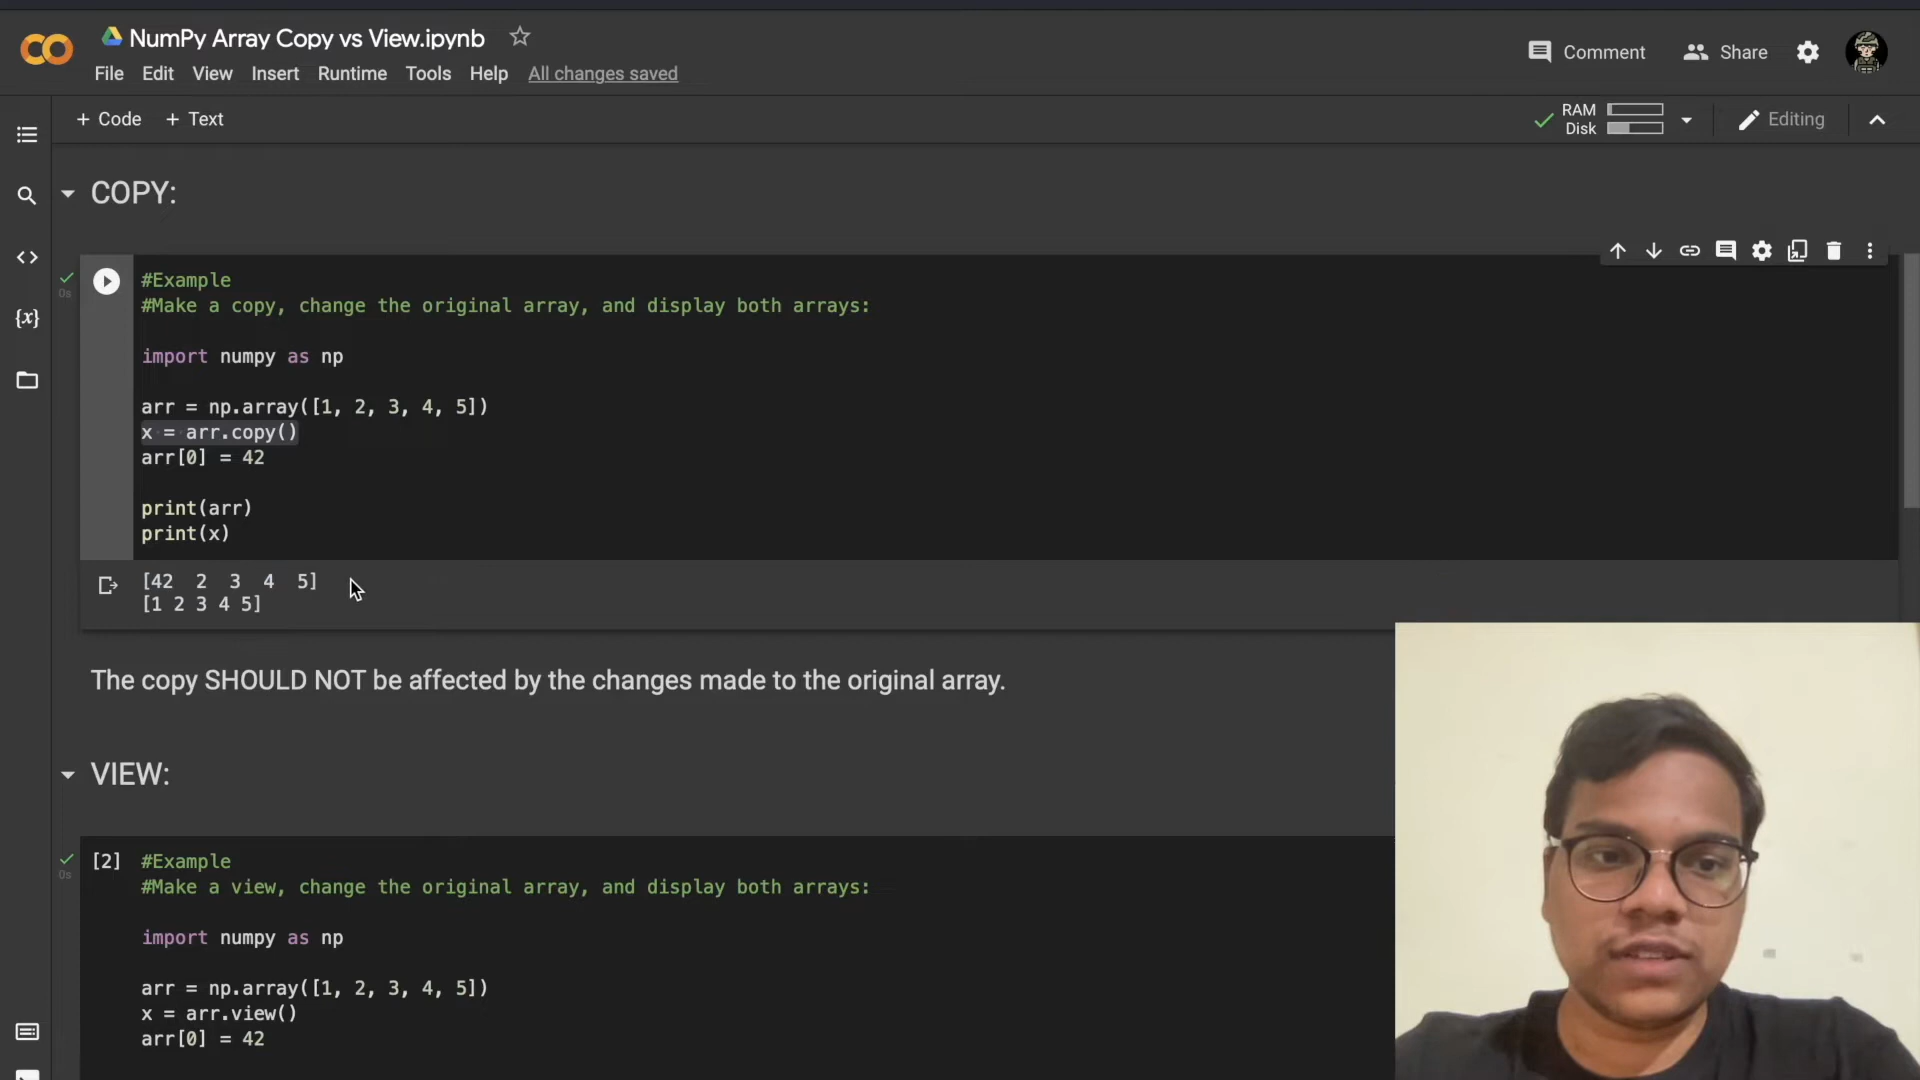 NumPy Array Copy vs View.ipynb
Comment
Share
File Edit View Insert Runtime Tools Help All changes saved
+ Code + Text
RAM
Disk
Editing
COPY:
0s
#Example
#Make a copy, change the original array, and display both arrays:
{x}
import numpy as np
arr = np.array([1, 2, 3, 4, 5])
x = arr.copy()
arr[0] = 42
print(arr)
print(x)
[42  2  3  4  5]
[1 2 3 4 5]
The copy SHOULD NOT be affected by the changes made to the original array.
VIEW:
0s
[2] #Example
#Make a view, change the original array, and display both arrays:
import numpy as np
arr = np.array([1, 2, 3, 4, 5])
x = arr.view()
arr[0] = 42